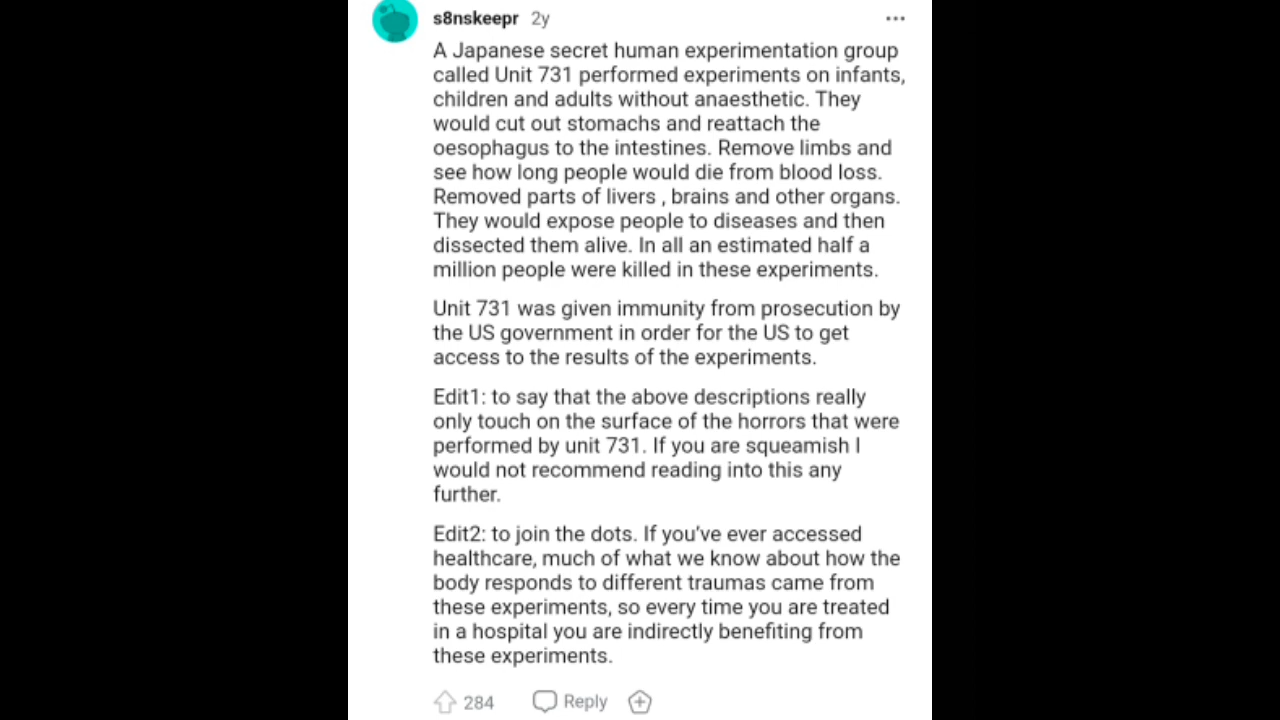 s8nskeepr 2y
A Japanese secret human experimentation group
called Unit 731 performed experiments on infants,
children and adults without anaesthetic. They
would cut out stomachs and reattach the
oesophagus to the intestines. Remove limbs and
see how long people would die from blood loss.
Removed parts of livers , brains and other organs.
They would expose people to diseases and then
dissected them alive. In all an estimated half a
million people were killed in these experiments.
Unit 731 was given immunity from prosecution by
the US government in order for the US to get
access to the results of the experiments.
Edit1: to say that the above descriptions really
only touch on the surface of the horrors that were
performed by unit 731. If you are squeamish I
would not recommend reading into this any
further.
Edit2: to join the dots. If you've ever accessed
healthcare, much of what we know about how the
body responds to different traumas came from
these experiments, so every time you are treated
in a hospital you are indirectly benefiting from
these experiments.
284 Reply